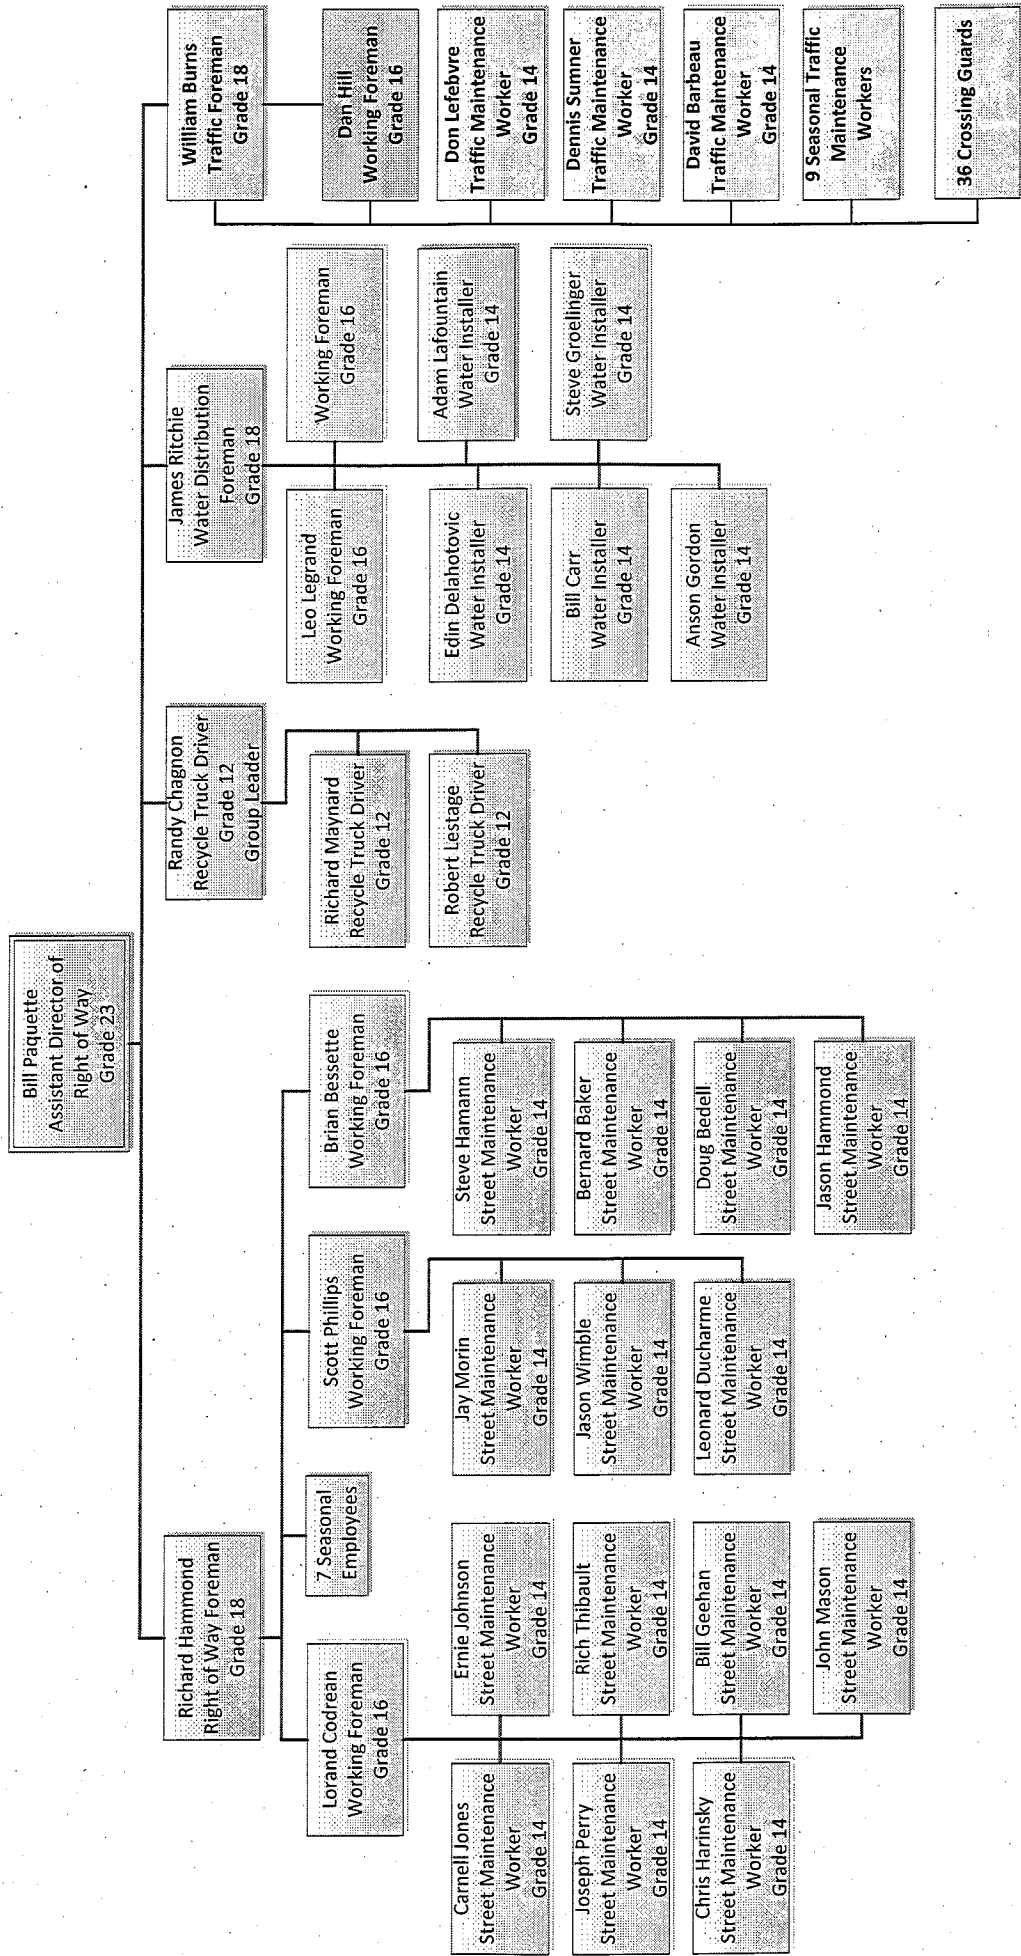 Bill Paquette
Assistant Director of
Right of Way
Grade 23
Richard Hammond
Right of Way Foreman
Grade 18
Lorand Codrean
Working Foreman
Grade 16
Carnell Jones
Street Maintenance
Worker
Grade 14
Ernie Johnson
Street Maintenance
Worker
Grade 14
Joseph Perry
Street Maintenance
Worker
Grade 14
Rich Thibault
Street Maintenance
Worker
Grade 14
Chris Harinsky
Street Maintenance
Worker
Grade 14
Bill Geehan
Street Maintenance
Worker
Grade 14
John Mason
Street Maintenance
Worker
Grade 14
7 Seasonal
Employees
Scott Phillips
Working Foreman
Grade 16
Jay Morin
Street Maintenance
Worker
Grade 14
Jason Wimble
Street Maintenance
Worker
Grade 14
Leonard Ducharme
Street Maintenance
Worker
Grade 14
Brian Bessette
Working Foreman
Grade 16
Steve Hamann
Street Maintenance
Worker
Grade 14
Bernard Baker
Street Maintenance
Worker
Grade 14
Doug Bedell
Street Maintenance
Worker
Grade 14
Jason Hammond
Street Maintenance
Worker
Grade 14
Randy Chagnon
Recycle Truck Driver
Grade 12
Group Leader
Richard Maynard
Recycle Truck Driver
Grade 12
Robert Lestage
Recycle Truck Driver
Grade 12
James Ritchie
Water Distribution
Foreman
Grade 18
Leo Legrand
Working Foreman
Grade 16
Working Foreman
Grade 16
Edin Delahotovic
Water Installer
Grade 14
Adam Lafountain
Water Installer
Grade 14
Bill Carr
Water Installer
Grade 14
Steve Groelinger
Water Installer
Grade 14
Anson Gordon
Water Installer
Grade 14
William Burns
Traffic Foreman
Grade 18
Dan Hill
Working Foreman
Grade 16
Don Lefebvre
Traffic Maintenance
Worker
Grade 14
Dennis Sumner
Traffic Maintenance
Worker
Grade 14
David Barbeau
Traffic Maintenance
Worker
Grade 14
9 Seasonal Traffic
Maintenance
Workers
36 Crossing Guards